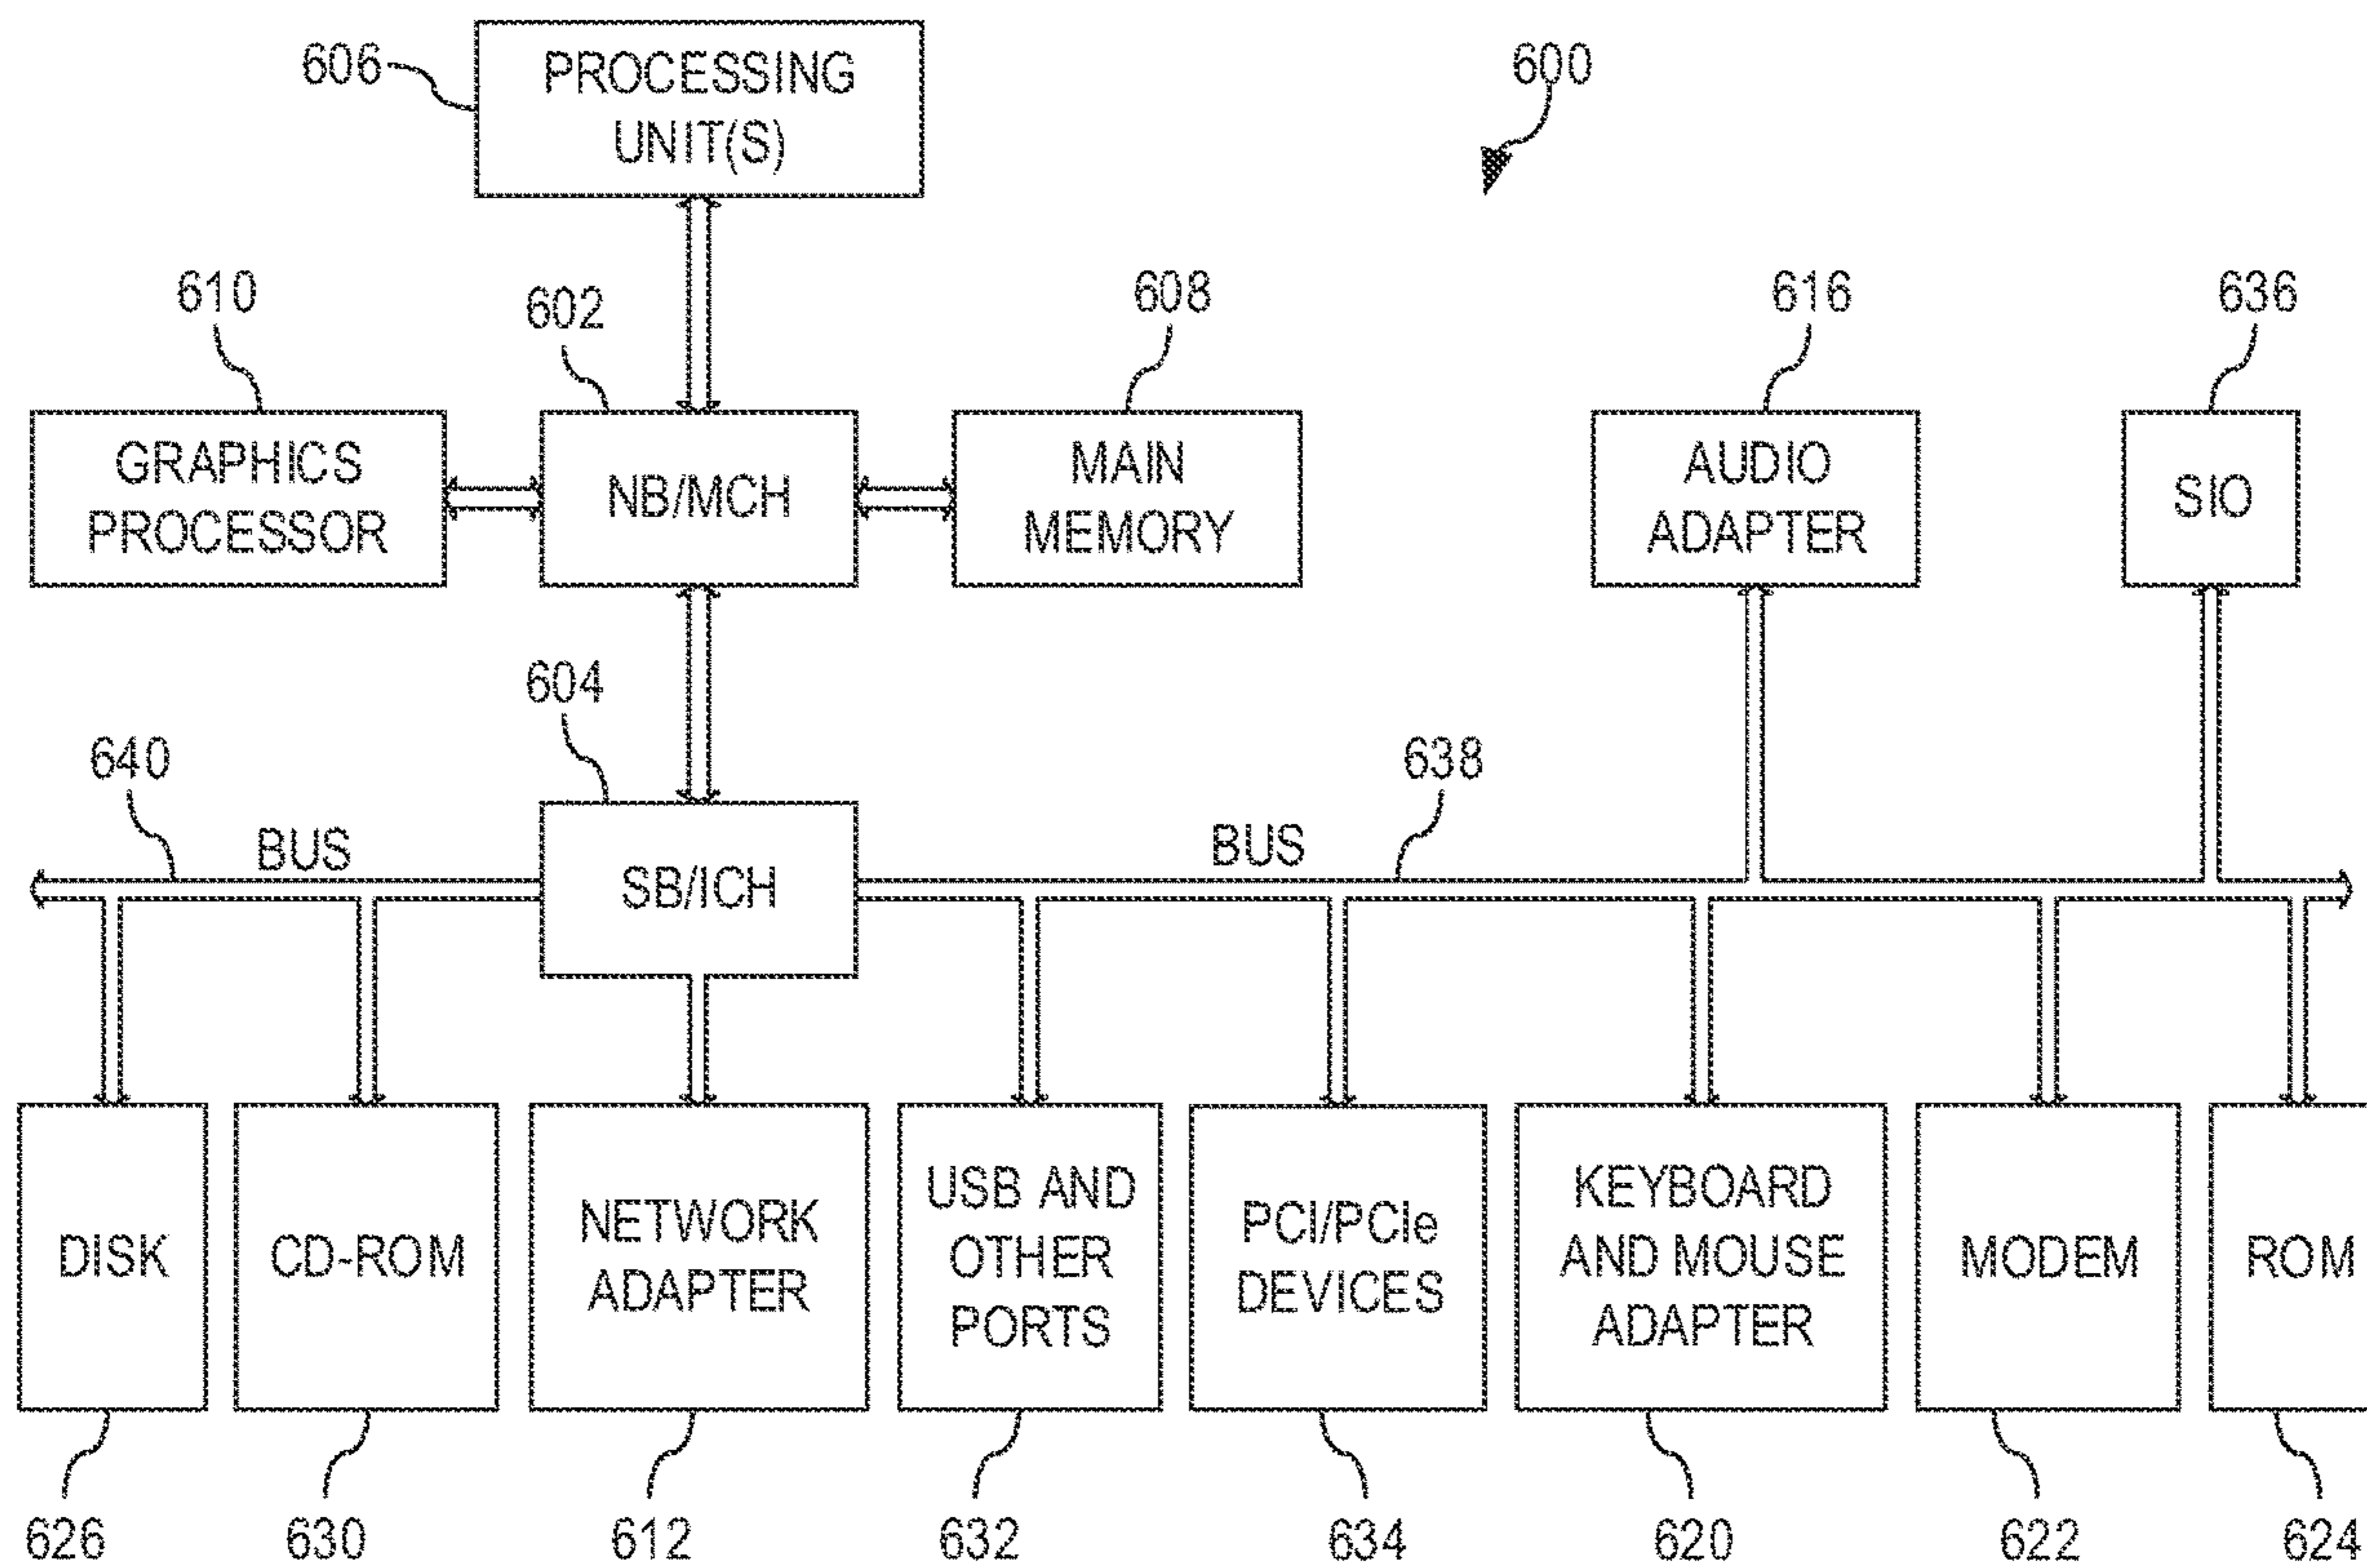 606
PROCESSING
UNIT(S)
600
610
602
608
616
636
GRAPHICS
PROCESSOR
NB/MCH
MAIN
MEMORY
AUDIO
ADAPTER
SIO
604
640
638
BUS
BUS
SB/ICH
DISK
CD-ROM
NETWORK
ADAPTER
USB AND
OTHER
PORTS
PCI/PCIe
DEVICES
KEYBOARD
AND MOUSE
ADAPTER
MODEM
ROM
626
630
612
632
634
620
622
624